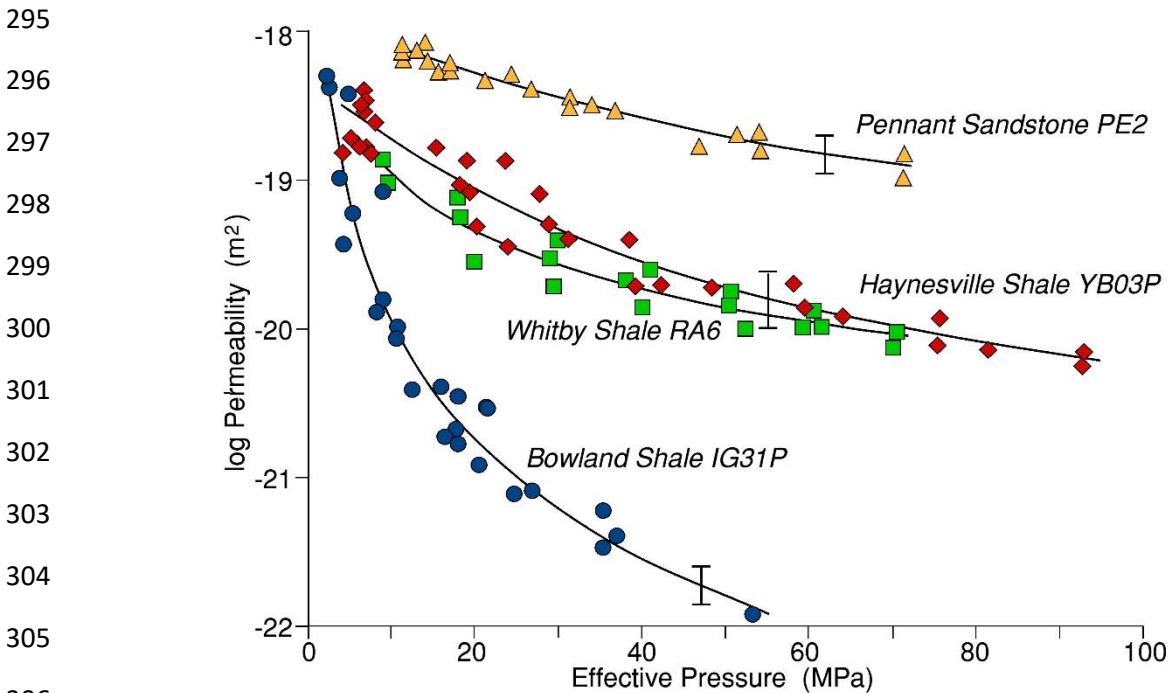 295
296
297
298
299
300
301
302
303
304
305
-18
-19
-20
-21
-22
log Permeability (m²)
Pennant Sandstone PE2
Haynesville Shale YB03P
Whitby Shale RA6
Bowland Shale IG31P
0 20 40 60 80 100
Effective Pressure (MPa)